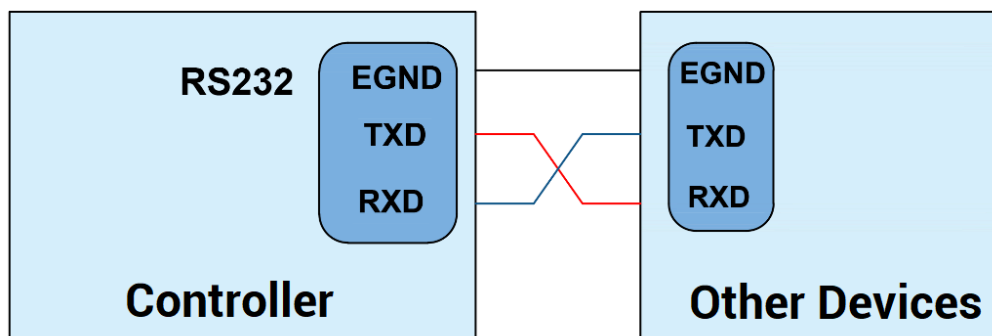 RS232
EGND
TXD
RXD
Controller
EGND
TXD
RXD
Other Devices